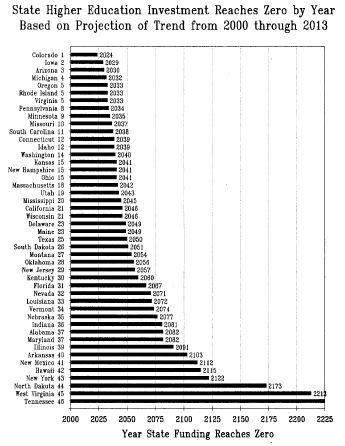 State Higher Education Investment Reaches Zero by Year
Based on Projection of Trend from 2000 through 2013
Colorado 1 2024
Iowa 2 2029
Arizona 3 2030
Michigan 4 2032
Oregon 5 2033
Rhode Island 5 2033
Virginia 5 2033
Pennsylvania 8 2034
Minnesota 9 2035
Missouri 10 2037
South Carolina 11 2038
Connecticut 12 2039
Idaho 12 2039
Washington 14 2040
Kansas 15 2041
New Hampshire 15 2041
Ohio 15 2041
Massachusetts 18 2042
Utah 19 2043
Mississippi 20 2045
California 21 2046
Wisconsin 21 2046
Delaware 23 2049
Maine 23 2049
Texas 25 2050
South Dakota 26 2051
Montana 27 2054
Oklahoma 28 2056
New Jersey 29 2057
Kentucky 30 2060
Florida 31 2067
Nevada 32 2071
Louisiana 33 2072
Vermont 34 2074
Nebraska 35 2077
Indiana 36 2081
Alabama 37 2082
Maryland 37 2082
Illinois 39 2091
Arkansas 40 2103
New Mexico 41 2112
Hawaii 42 2115
New York 43 2122
North Dakota 44 2173
West Virginia 45 2213
Tennessee 46
2000 2025 2050 2075 2100 2125 2150 2175 2200 2225
Year State Funding Reaches Zero